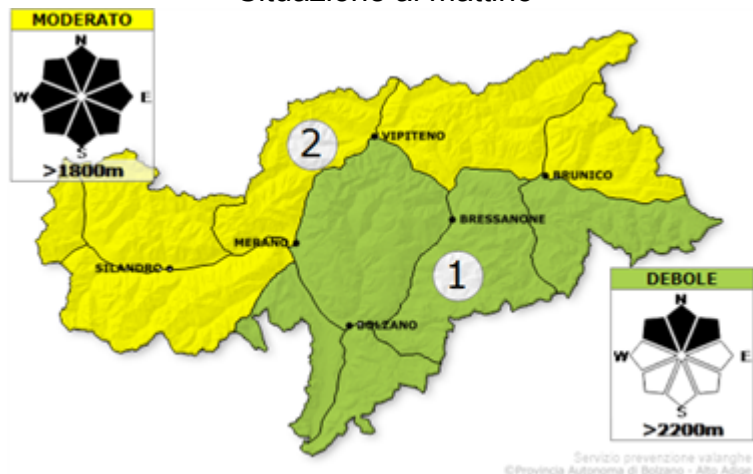 Situazione al mattino
MODERATO
N
W E
S
>1800m
2
VIPITENO
BRUNICO
BRESSANONE
MERANO
SILANDRO
1
BOLZANO
DEBOLE
N
W E
S
>2200m
Servizio prevenzione valanghe
©Provincia Autonoma di Bolzano - Alto Adige